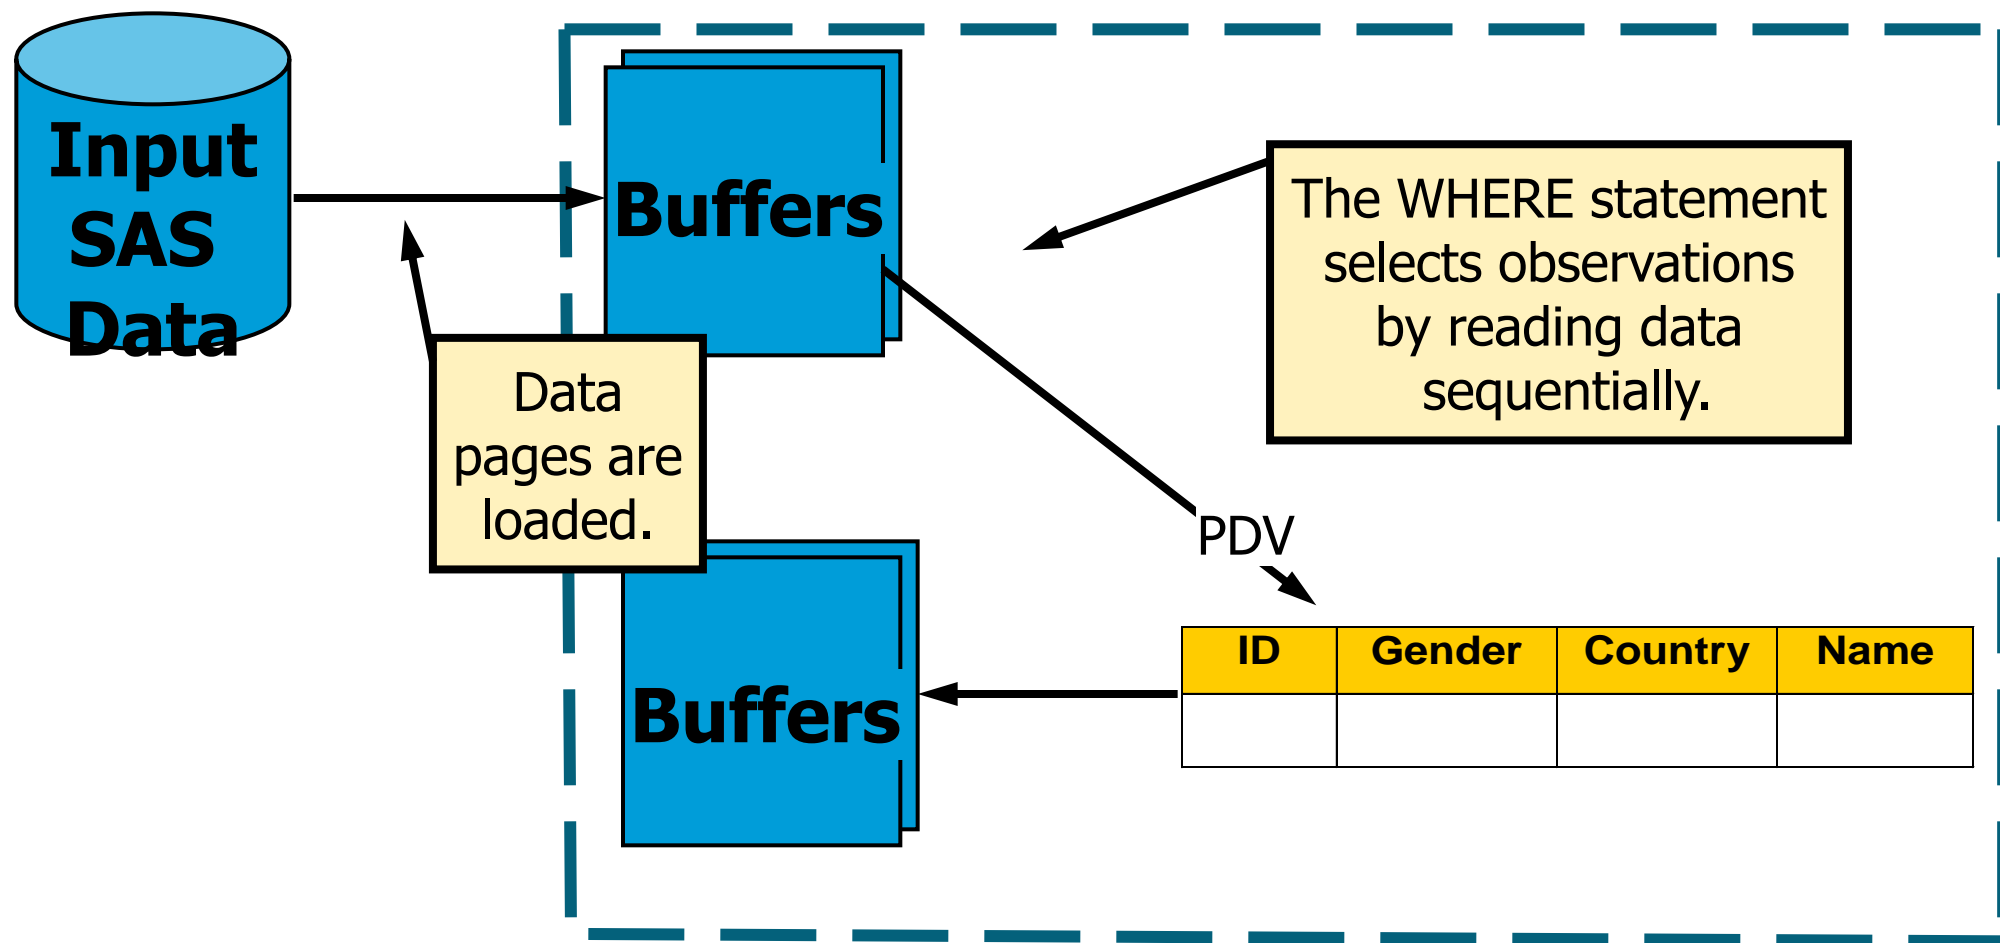 Input
SAS
Data
Buffers
The WHERE statement
selects observations
by reading data
sequentially.
Data
pages are
loaded.
PDV
ID Gender Country Name
Buffers